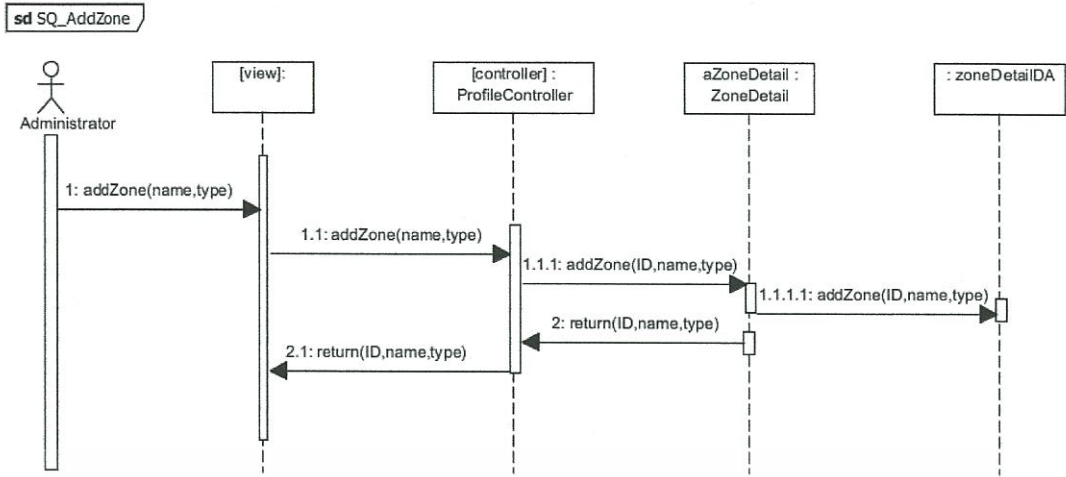 sd SQ_AddZone
[view]:
[controller] :
ProfileController
aZoneDetail :
ZoneDetail
: zoneDetailDA
Administrator
1: addZone(name,type)
1.1: addZone(name,type)
1.1.1: addZone(ID,name,type)
1.1.1.1: addZone(ID,name,type)
2: return(ID,name,type)
2.1: return(ID,name,type)